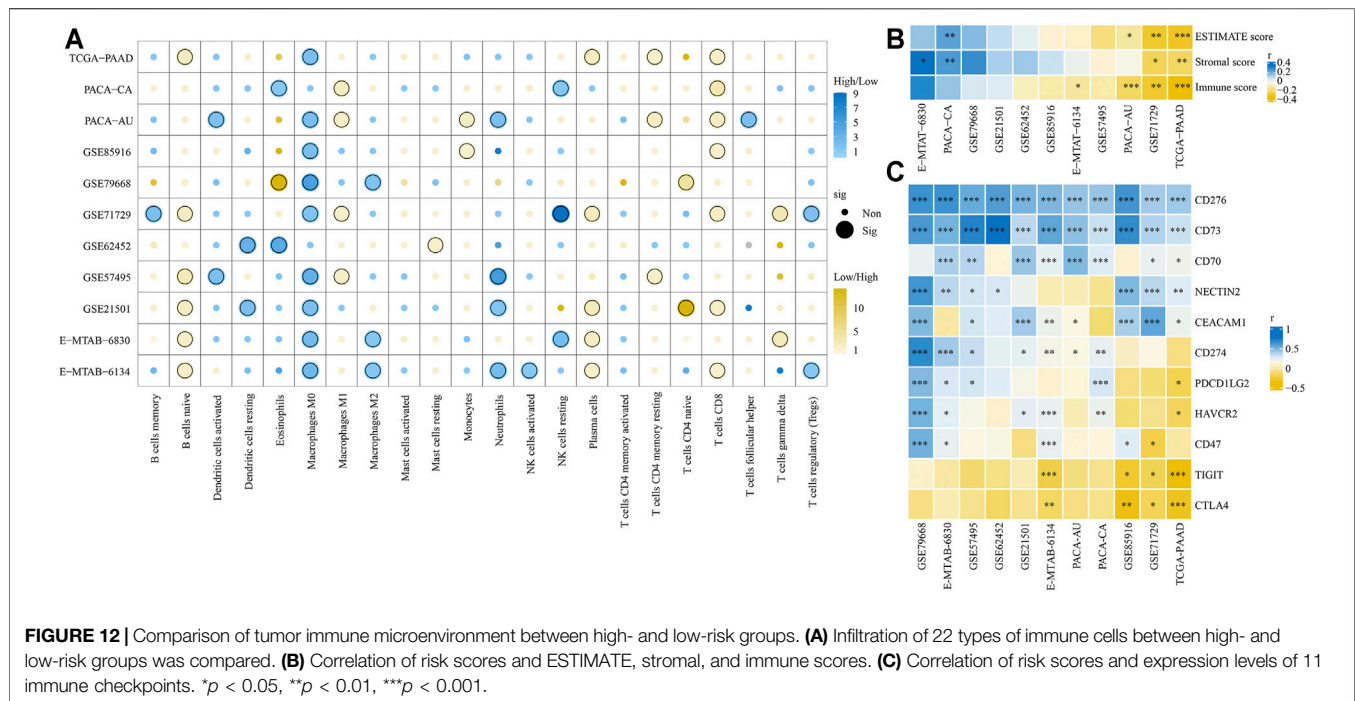 A
TCGA−PAAD
PACA−CA
PACA−AU
GSE85916
GSE79668
GSE71729
GSE62452
GSE57495
GSE21501
E−MTAB−6830
E−MTAB−6134
B cells memory
B cells naive
Dendritic cells activated
Dendritic cells resting
Eosinophils
Macrophages M0
Macrophages M1
Macrophages M2
Mast cells activated
Mast cells resting
Monocytes
Neutrophils
NK cells activated
NK cells resting
Plasma cells
T cells CD4 memory activated
T cells CD4 memory resting
T cells CD4 naive
T cells CD8
T cells follicular helper
T cells gamma delta
T cells regulatory (Tregs)
High/Low
9
7
5
3
1
sig
Non
Sig
Low/High
10
5
1
B
** * ** *** ESTIMATE score
* ** * ** Stromal score
* *** ** *** Immune score
E−MTAT−6830
PACA−CA
GSE79668
GSE21501
GSE62452
GSE85916
E−MTAT−6134
GSE57495
PACA−AU
GSE71729
TCGA−PAAD
r
0.4
0.2
0
−0.2
−0.4
C
*** *** *** *** *** *** *** *** *** *** *** CD276
*** *** *** *** *** *** *** *** *** *** *** CD73
*** ** *** *** *** *** * * CD70
*** ** * * *** *** ** NECTIN2
*** * *** ** * *** *** * CEACAM1
*** *** * * ** * ** CD274
*** * * *** * PDCD1LG2
*** * * *** ** * HAVCR2
*** * *** * * CD47
*** * * *** TIGIT
** ** * *** CTLA4
GSE79668
E−MTAB−6830
GSE57495
GSE62452
GSE21501
E−MTAB−6134
PACA−AU
PACA−CA
GSE85916
GSE71729
TCGA−PAAD
r
1
0.5
0
−0.5
FIGURE 12 | Comparison of tumor immune microenvironment between high- and low-risk groups. (A) Infiltration of 22 types of immune cells between high- and
low-risk groups was compared. (B) Correlation of risk scores and ESTIMATE, stromal, and immune scores. (C) Correlation of risk scores and expression levels of 11
immune checkpoints. *p < 0.05, **p < 0.01, ***p < 0.001.